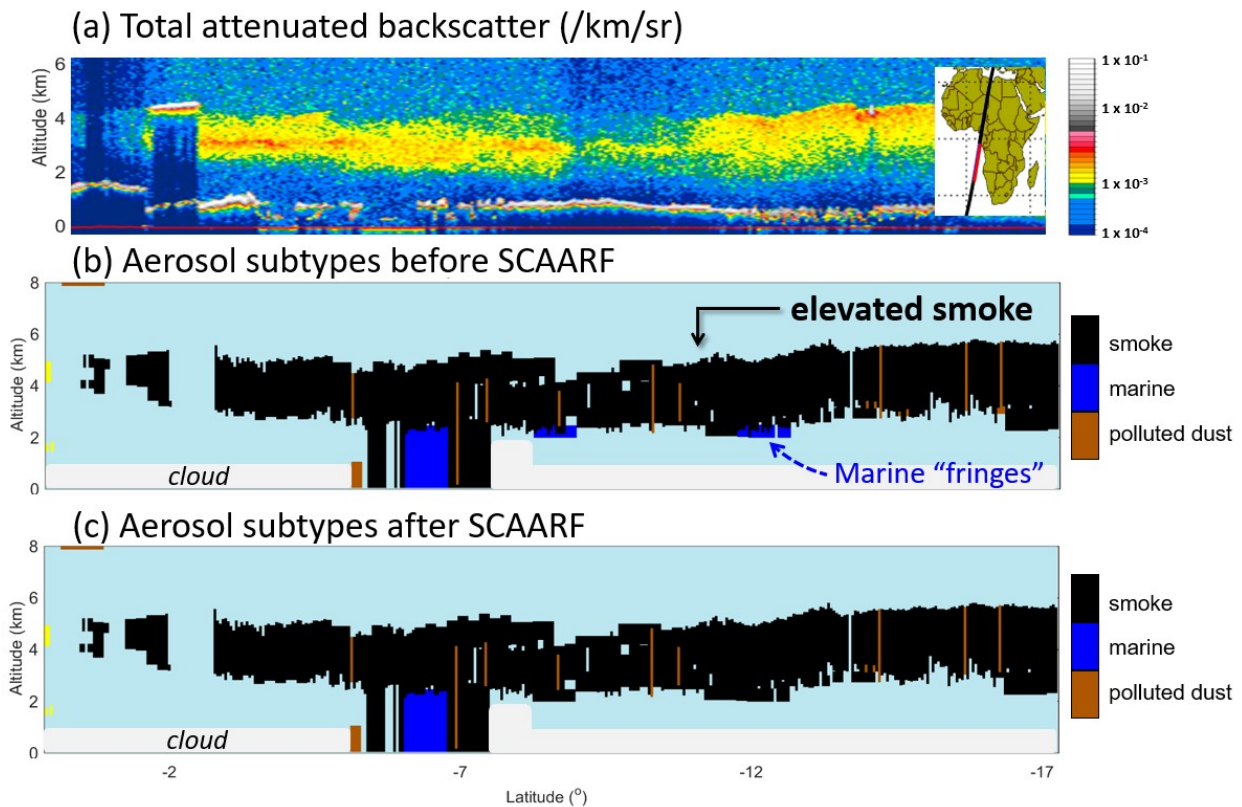 (a) Total attenuated backscatter (/km/sr)
6
4
2
0
Altitude (km)
1 x 10⁻¹
1 x 10⁻²
1 x 10⁻³
1 x 10⁻⁴
(b) Aerosol subtypes before SCAARF
8
6
4
2
0
Altitude (km)
elevated smoke
cloud
Marine “fringes”
smoke
marine
polluted dust
(c) Aerosol subtypes after SCAARF
8
6
4
2
0
Altitude (km)
cloud
smoke
marine
polluted dust
-2 -7 -12 -17
Latitude (°)